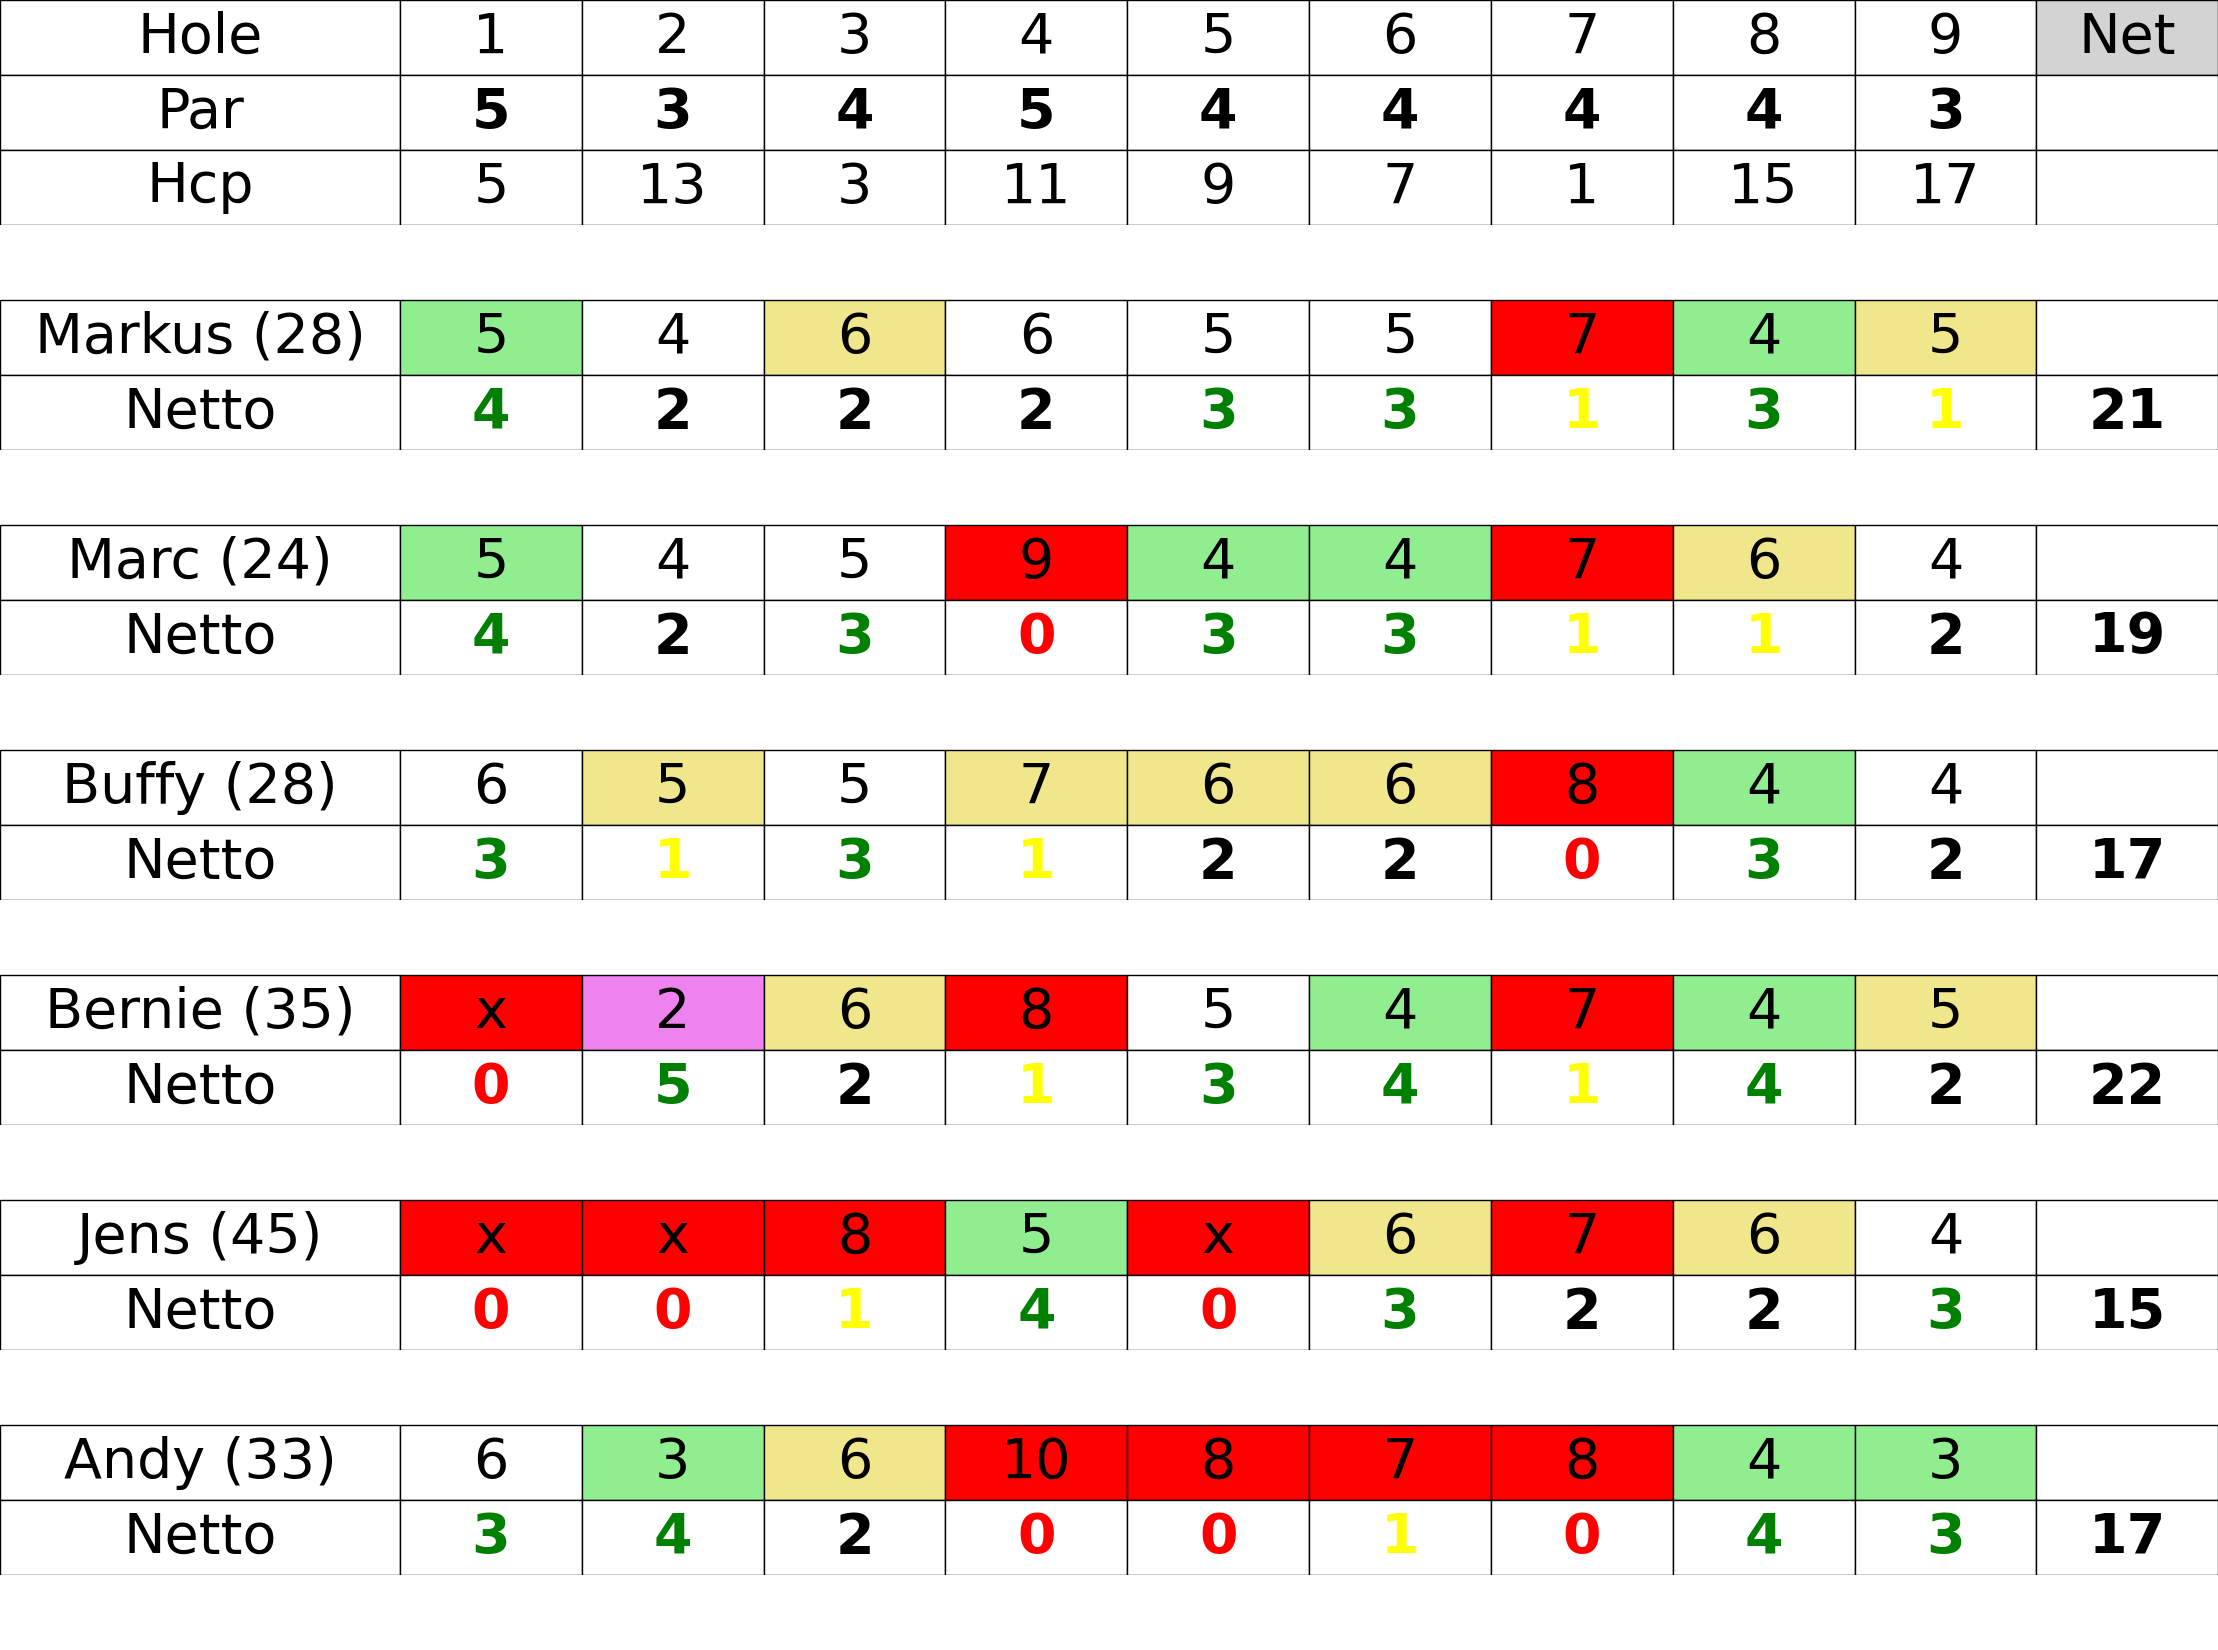 Hole 1 2 3 4 5 6 7 8 9 Net
Par 5 3 4 5 4 4 4 4 3
Hcp 5 13 3 11 9 7 1 15 17
Markus (28) 5 4 6 6 5 5 7 4 5
Netto 4 2 2 2 3 3 1 3 1 21
Marc (24) 5 4 5 9 4 4 7 6 4
Netto 4 2 3 0 3 3 1 1 2 19
Buffy (28) 6 5 5 7 6 6 8 4 4
Netto 3 1 3 1 2 2 0 3 2 17
Bernie (35) x 2 6 8 5 4 7 4 5
Netto 0 5 2 1 3 4 1 4 2 22
Jens (45) x x 8 5 x 6 7 6 4
Netto 0 0 1 4 0 3 2 2 3 15
Andy (33) 6 3 6 10 8 7 8 4 3
Netto 3 4 2 0 0 1 0 4 3 17